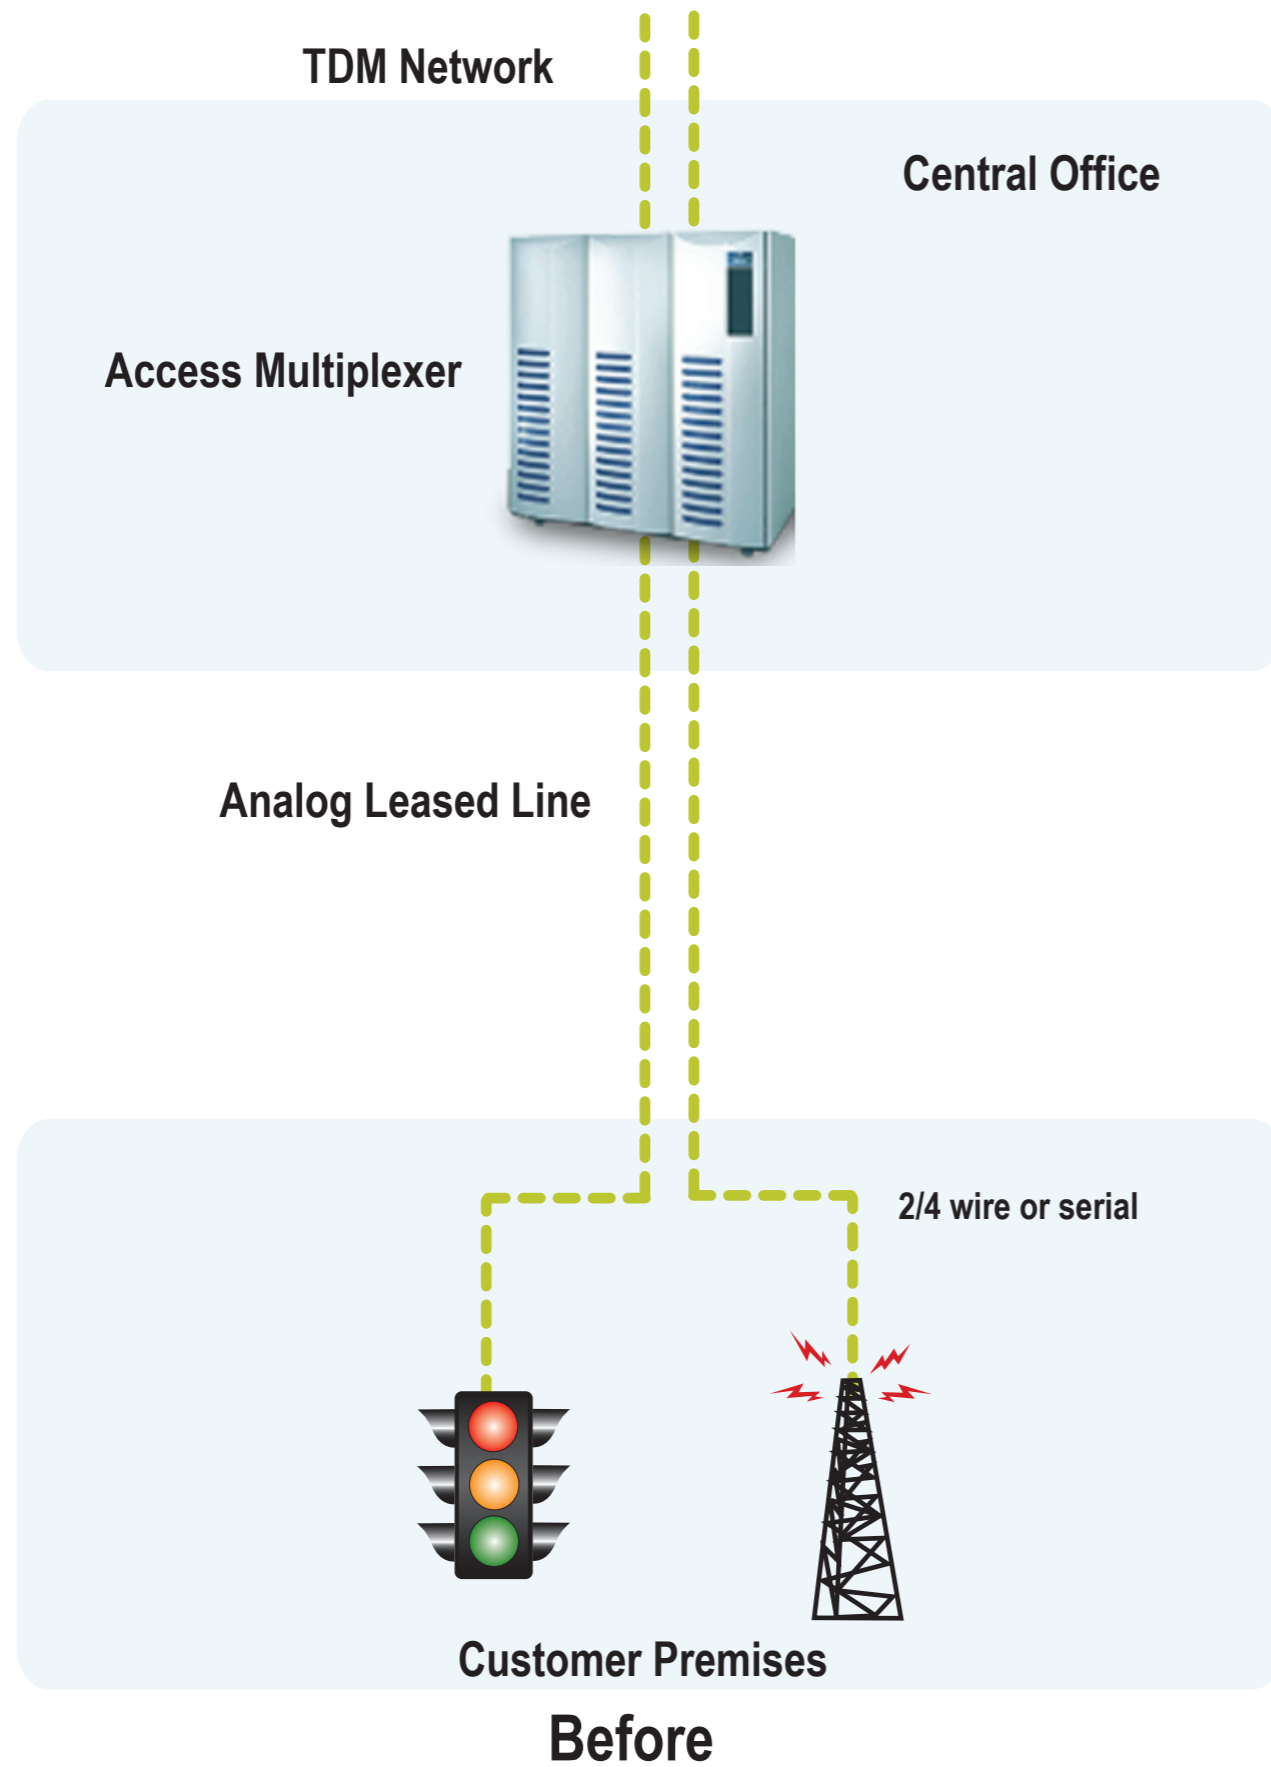 TDM Network
Central Office
Access Multiplexer
Analog Leased Line
2/4 wire or serial
Customer Premises
Before